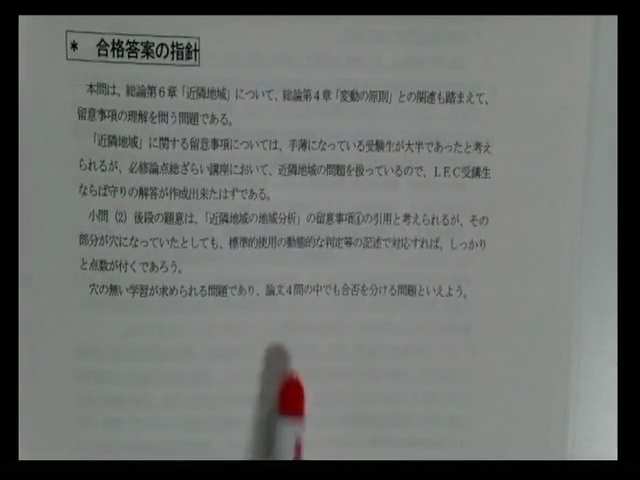 * 合格答案の指針
本問は、総論第6章「近隣地域」について、総論第4章「変動の原則」との関連も踏まえて、
留意事項の理解を問う問題である。
「近隣地域」に関する留意事項については、手薄になっている受験生が大半であったと考え
られるが、必修論点総ざらい講座において、近隣地域の問題を扱っているので、LEC受講生
ならば守りの解答が作成出来たはずである。
小問(2)後段の題意は、「近隣地域の地域分析」の留意事項④の引用と考えられるが、その
部分が穴になっていたとしても、標準的使用の動態的な判定等の記述で対応すれば、しっかり
と点数が付くであろう。
穴の無い学習が求められる問題であり、論文4問の中でも合否を分ける問題といえよう。